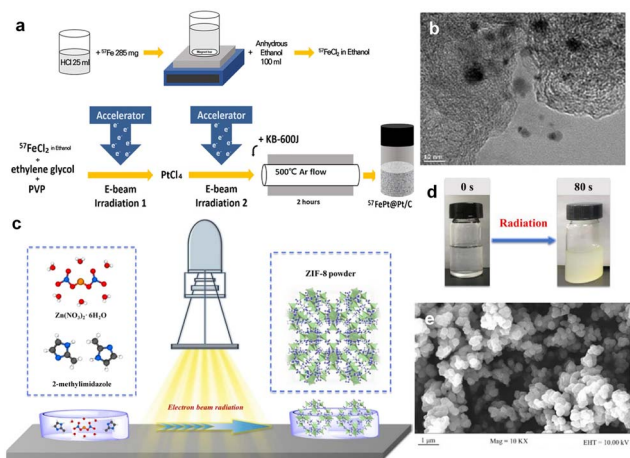 a
HCl 25 ml
+ ⁵⁷Fe 285 mg
Magnetic
+
Anhydrous
Ethanol
100 ml
⁵⁷FeCl₂ in Ethanol
Accelerator
e⁻ e⁻ e⁻ e⁻ e⁻
Accelerator
e⁻ e⁻ e⁻ e⁻ e⁻
⁵⁷FeCl₂ in Ethanol
+
ethylene glycol
+
PVP
E-beam
Irradiation 1
PtCl₄
E-beam
Irradiation 2
+ KB-600J
500℃ Ar flow
2 hours
⁵⁷FePt@Pt/C
b
10 nm
c
Zn(NO₃)₂· 6H₂O
2-methylimidazole
Electron beam radiation
ZIF-8 powder
d
0 s
Radiation
80 s
e
1 μm
Mag = 10 KX
EHT = 10.00 kV